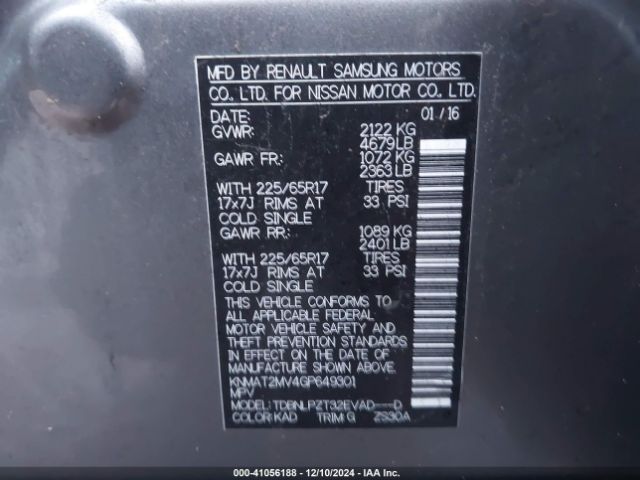 MFD BY RENAULT SAMSUNG MOTORS
CO., LTD. FOR NISSAN MOTOR CO., LTD.
DATE: 01/16
GVWR: 2122 KG
4679 LB
GAWR FR: 1072 KG
2363 LB
WITH 225/65R17 TIRES
17x7J RIMS AT 33 PSI
COLD SINGLE
GAWR RR: 1089 KG
2401 LB
WITH 225/65R17 TIRES
17x7J RIMS AT 33 PSI
COLD SINGLE
THIS VEHICLE CONFORMS TO
ALL APPLICABLE FEDERAL
MOTOR VEHICLE SAFETY AND
THEFT PREVENTION STANDARDS
IN EFFECT ON THE DATE OF
MANUFACTURE SHOWN ABOVE.
KNMAT2MV4GP649301
MPV
MODEL: TDBNLPZT32EVAD---D
COLOR: KAD TRIM: G ZS30A
000-41056188 - 12/10/2024 - IAA Inc.